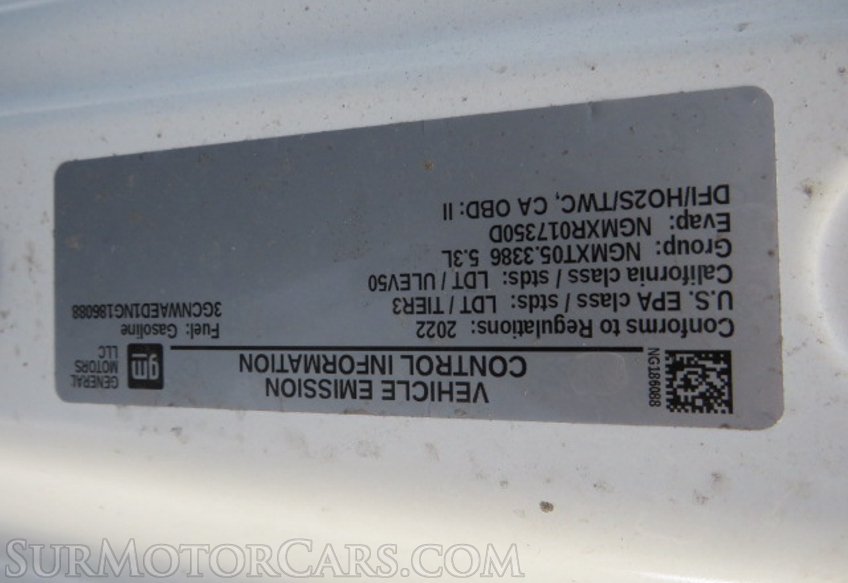 VEHICLE EMISSION
CONTROL INFORMATION
NG186088
gm
GENERAL
MOTORS
LLC
Conforms to Regulations: 2022
Fuel: Gasoline
U.S. EPA class / stds: LDT / TIER3
3GCNWAED1NG186088
California class / stds: LDT / ULEV50
Group: NGMXT05.3386 5.3L
Evap: NGMXR017350D
DFI/HO2S/TWC, CA OBD: II
SURMOTORCARS.COM